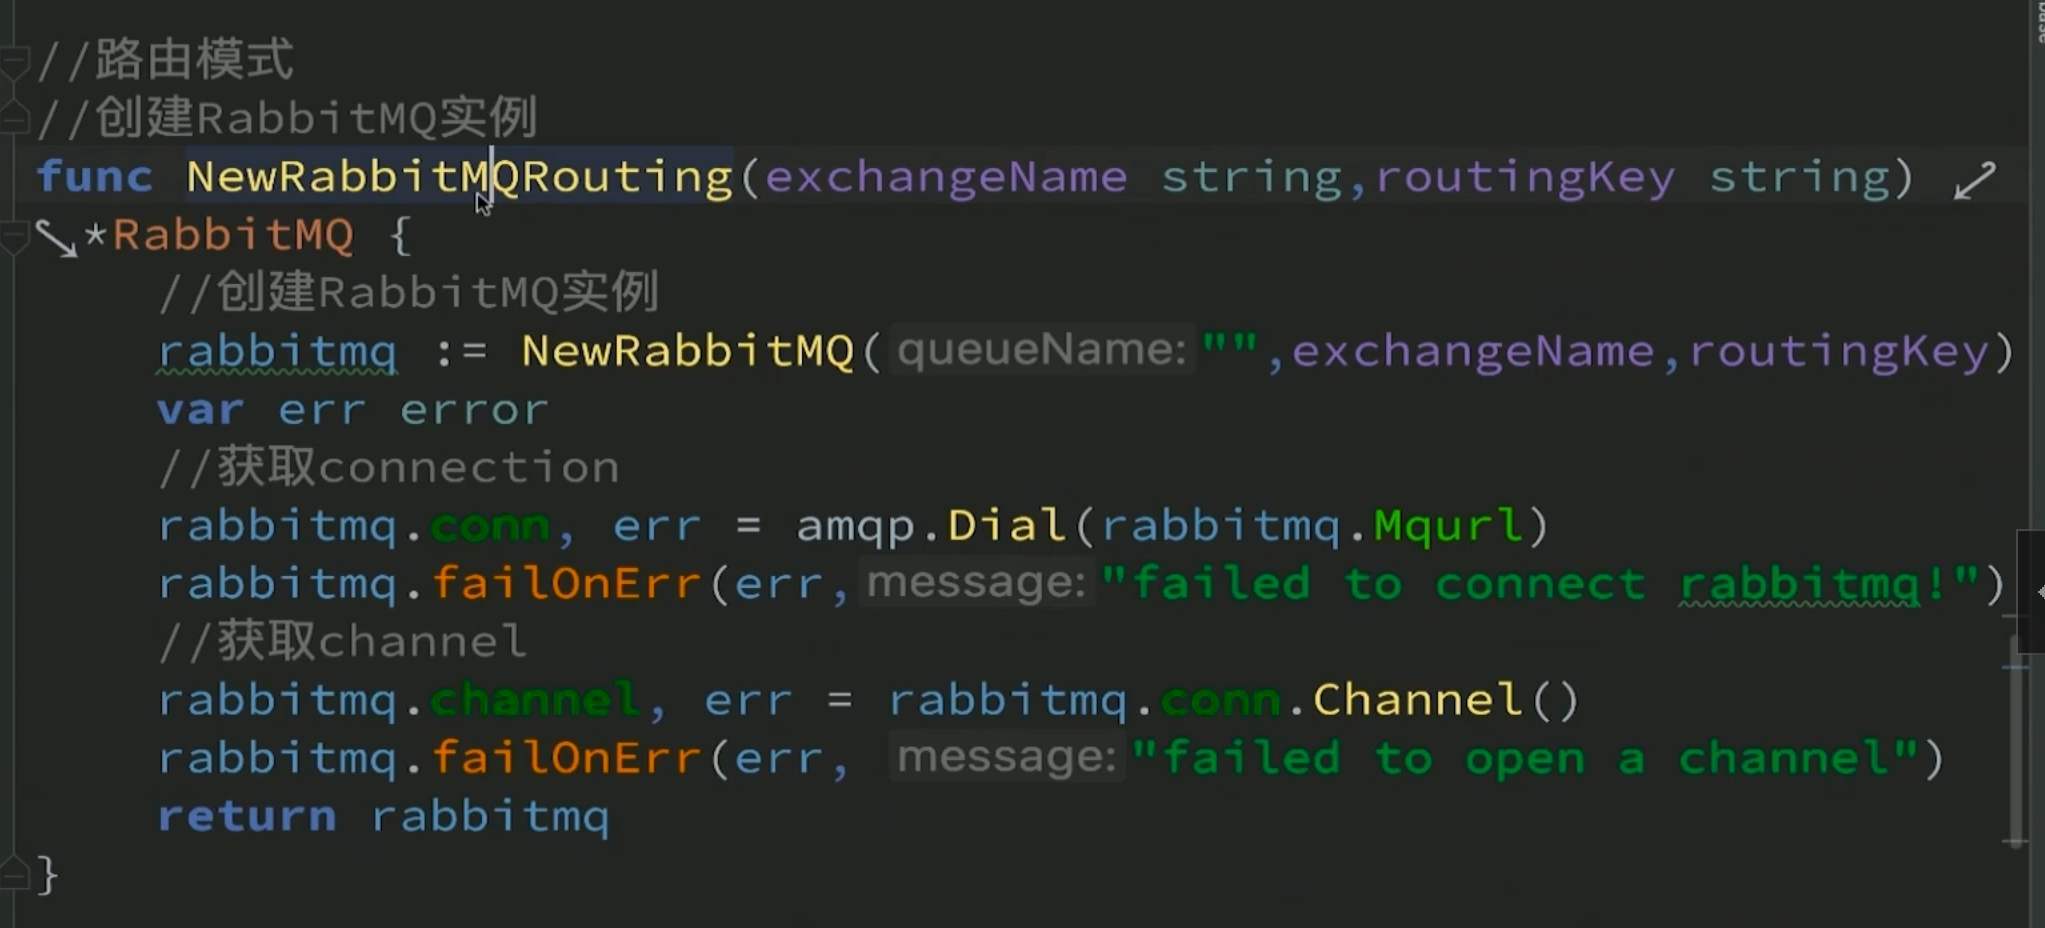 //路由模式
//创建RabbitMQ实例
func NewRabbitMQRouting(exchangeName string,routingKey string)
*RabbitMQ {
//创建RabbitMQ实例
rabbitmq := NewRabbitMQ( queueName: "",exchangeName,routingKey)
var err error
//获取connection
rabbitmq.conn, err = amqp.Dial(rabbitmq.Mqurl)
rabbitmq.failOnErr(err, message: "failed to connect rabbitmq!")
//获取channel
rabbitmq.channel, err = rabbitmq.conn.Channel()
rabbitmq.failOnErr(err, message: "failed to open a channel")
return rabbitmq
}